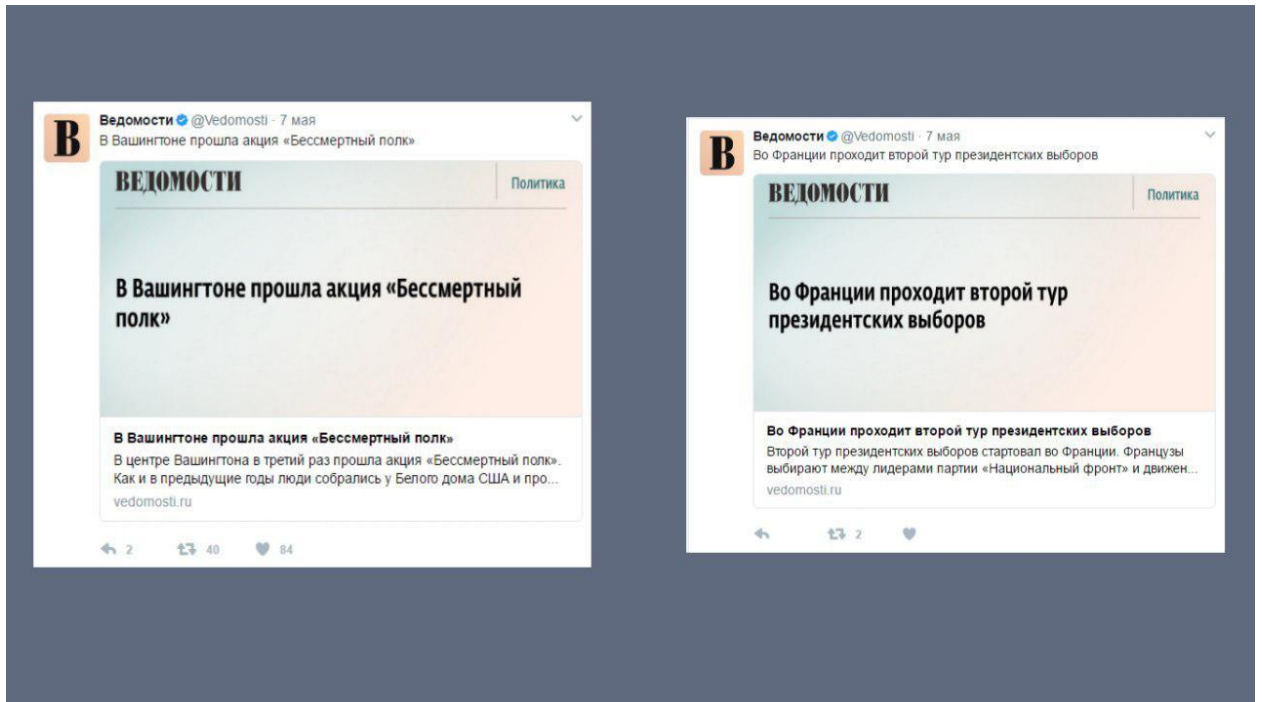 Ведомости @Vedomosti · 7 мая
В Вашингтоне прошла акция «Бессмертный полк»
В
ВЕДОМОСТИ
Политика
В Вашингтоне прошла акция «Бессмертный
полк»
В Вашингтоне прошла акция «Бессмертный полк»
В центре Вашингтона в третий раз прошла акция «Бессмертный полк».
Как и в предыдущие годы люди собрались у Белого дома США и про...
vedomosti.ru
2 40 84
Ведомости @Vedomosti · 7 мая
Во Франции проходит второй тур президентских выборов
В
ВЕДОМОСТИ
Политика
Во Франции проходит второй тур
президентских выборов
Во Франции проходит второй тур президентских выборов
Второй тур президентских выборов стартовал во Франции. Французы
выбирают между лидерами партии «Национальный фронт» и движен...
vedomosti.ru
2